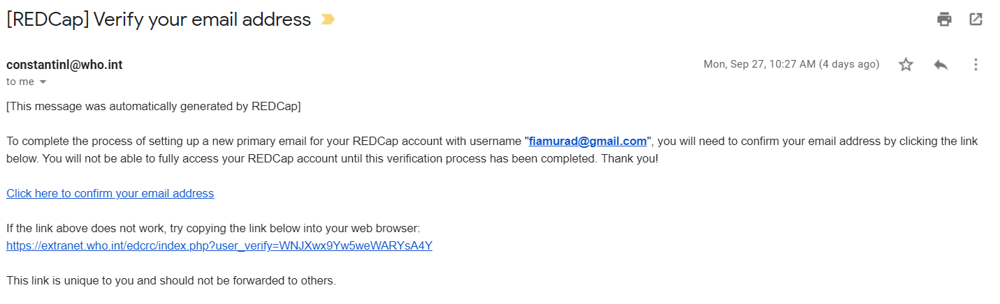 [REDCap] Verify your email address
constantinl@who.int
Mon, Sep 27, 10:27 AM (4 days ago)
to me
[This message was automatically generated by REDCap]
To complete the process of setting up a new primary email for your REDCap account with username "fiamurad@gmail.com", you will need to confirm your email address by clicking the link
below. You will not be able to fully access your REDCap account until this verification process has been completed. Thank you!
Click here to confirm your email address
If the link above does not work, try copying the link below into your web browser:
https://extranet.who.int/edcrc/index.php?user_verify=WNJXwx9Yw5weWARYsA4Y
This link is unique to you and should not be forwarded to others.